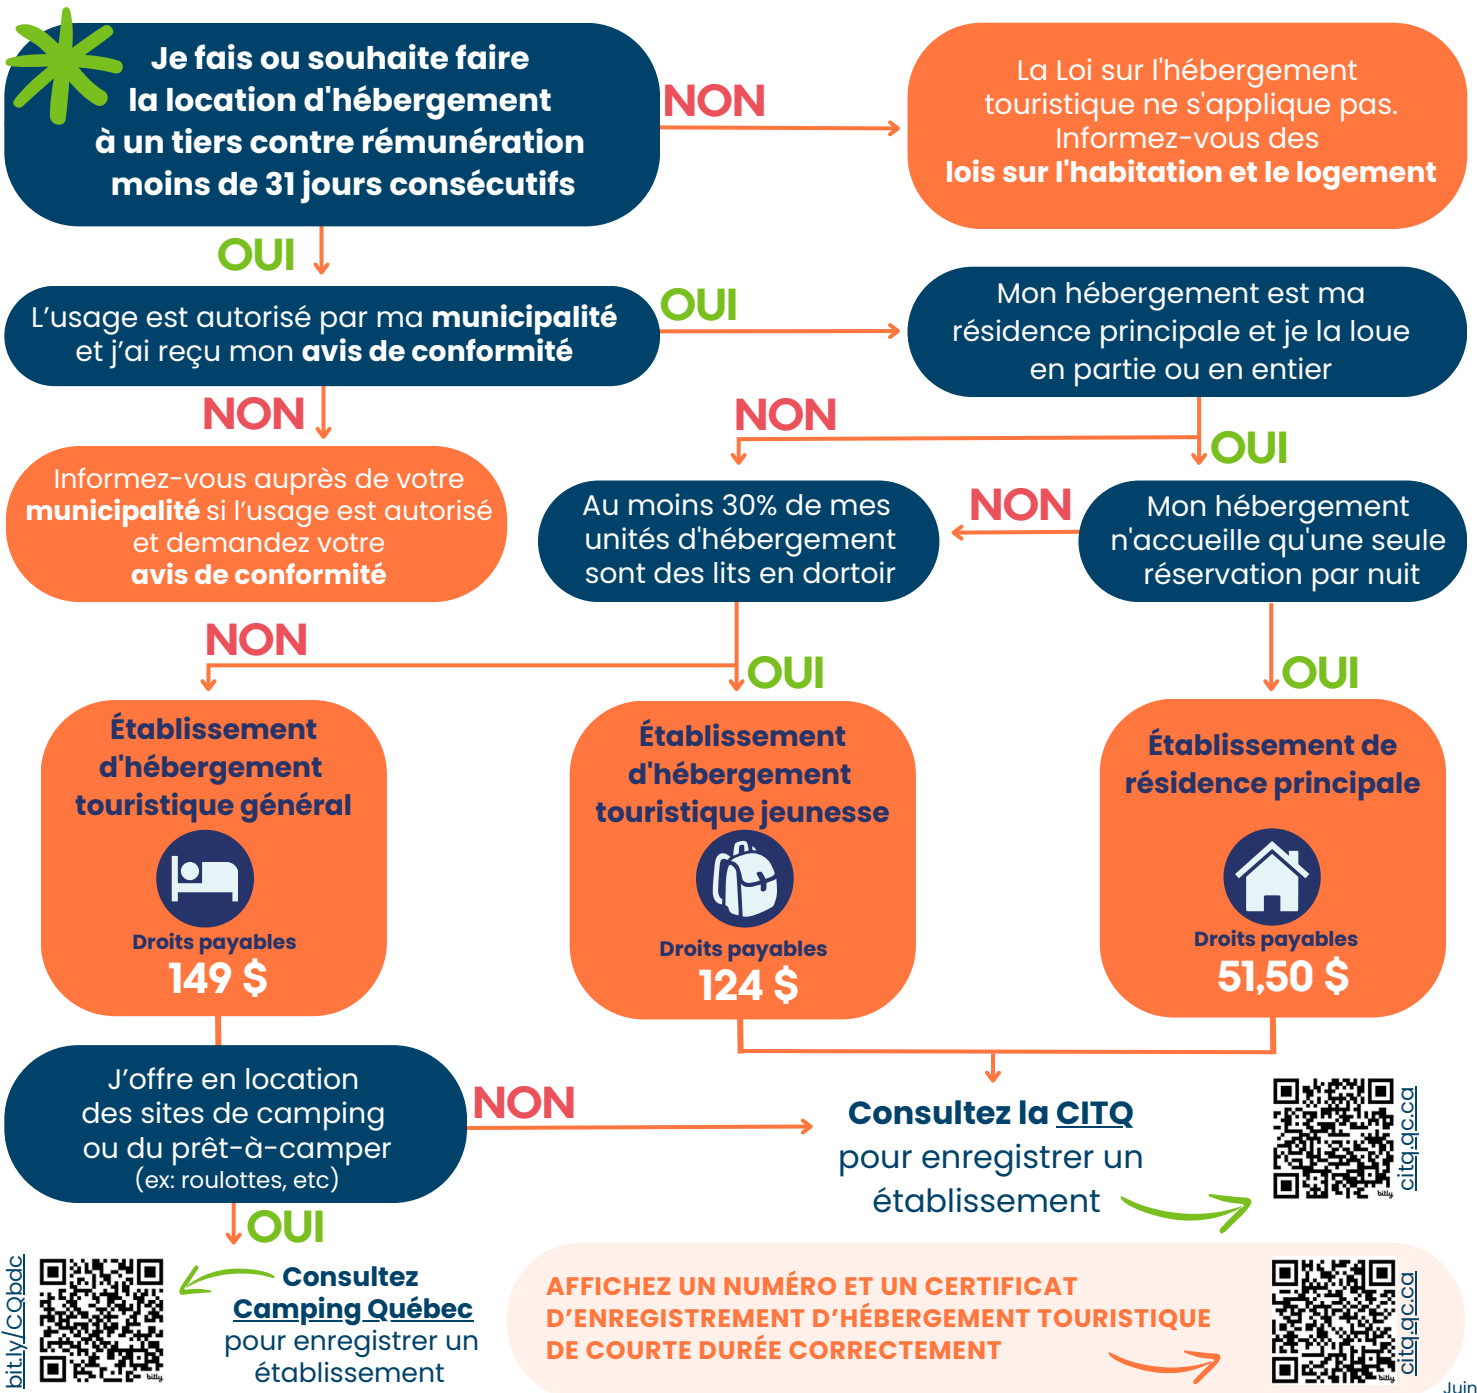 Je fais ou souhaite faire
la location d'hébergement
à un tiers contre rémunération
moins de 31 jours consécutifs
NON
La Loi sur l'hébergement
touristique ne s'applique pas.
Informez-vous des
lois sur l'habitation et le logement
OUI
L'usage est autorisé par ma municipalité
et j'ai reçu mon avis de conformité
OUI
Mon hébergement est ma
résidence principale et je la loue
en partie ou en entier
NON
Informez-vous auprès de votre
municipalité si l'usage est autorisé
et demandez votre
avis de conformité
NON
OUI
Au moins 30% de mes
unités d'hébergement
sont des lits en dortoir
NON
Mon hébergement
n'accueille qu'une seule
réservation par nuit
NON
OUI
OUI
Établissement
d'hébergement
touristique général
Droits payables
149 $
Établissement
d'hébergement
touristique jeunesse
Droits payables
124 $
Établissement de
résidence principale
Droits payables
51,50 $
J'offre en location
des sites de camping
ou du prêt-à-camper
(ex: roulottes, etc)
NON
Consultez la CITQ
pour enregistrer un
établissement
bitly
citq.qc.ca
OUI
bit.ly/CQbdc
bitly
Consultez
Camping Québec
pour enregistrer un
établissement
AFFICHEZ UN NUMÉRO ET UN CERTIFICAT
D'ENREGISTREMENT D'HÉBERGEMENT TOURISTIQUE
DE COURTE DURÉE CORRECTEMENT
bitly
citq.qc.ca
Juin